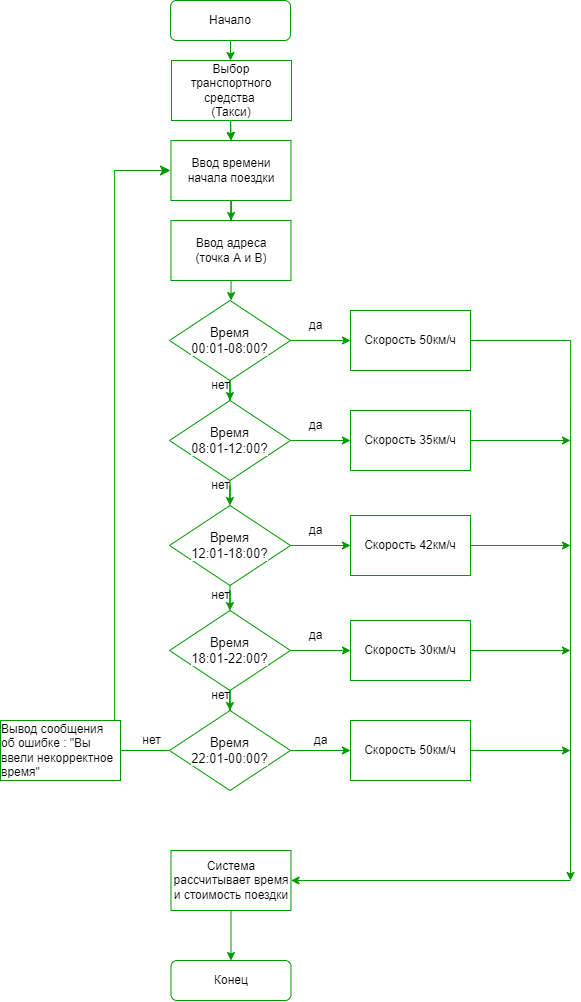 Начало
Выбор
транспортного
средства
(Такси)
Ввод времени
начала поездки
Ввод адреса
(точка А и В)
Время
00:01-08:00?
да
Скорость 50км/ч
нет
Время
08:01-12:00?
да
Скорость 35км/ч
нет
Время
12:01-18:00?
да
Скорость 42км/ч
нет
Время
18:01-22:00?
да
Скорость 30км/ч
нет
Время
22:01-00:00?
да
Скорость 50км/ч
нет
Вывод сообщения
об ошибке : "Вы
ввели некорректное
время"
Система
рассчитывает время
и стоимость поездки
Конец